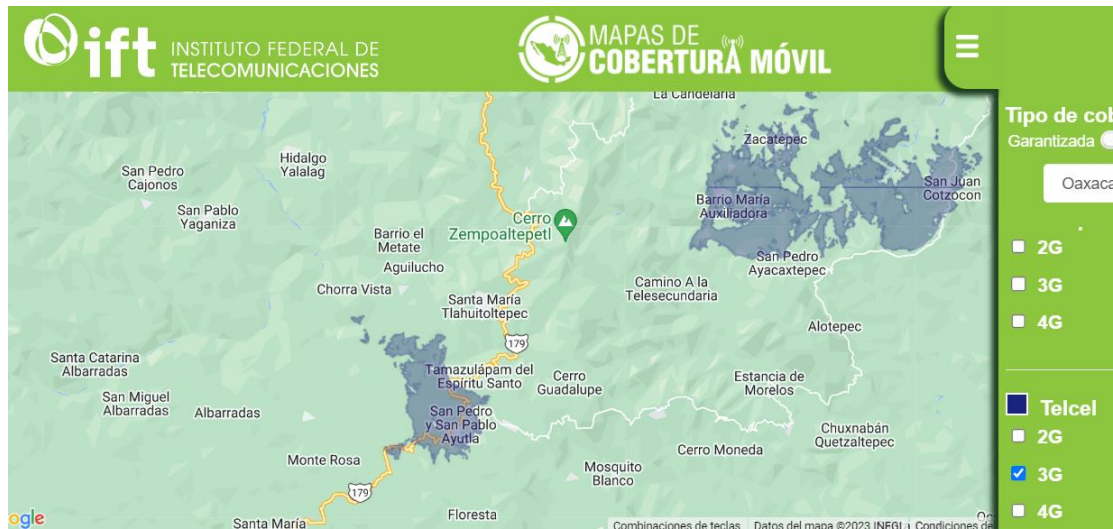 ift INSTITUTO FEDERAL DE
TELECOMUNICACIONES
MAPAS DE
COBERTURA MÓVIL
La Candelaria
Zacatepec
San Pedro
Cajonos
Hidalgo
Yalalag
San Juan
Cotzocon
San Pablo
Yaganiza
Barrio María
Auxiliadora
Barrio el
Metate
Cerro
Zempoaltepetl
Aguilucho
San Pedro
Ayacaxtepec
Chorra Vista
Camino A la
Telesecundaria
Santa María
Tlahuitoltepec
Alotepec
179
Santa Catarina
Albarradas
Tamazulápam del
Espíritu Santo
Cerro
Guadalupe
Estancia de
Morelos
San Miguel
Albarradas
Albarradas
San Pedro
y San Pablo
Ayutla
Chuxnabán
Quetzaltepec
Monte Rosa
Cerro Moneda
Mosquito
Blanco
179
Floresta
Santa María
ogle
Combinaciones de teclas
Datos del mapa ©2023 INEGI
Condiciones de
Tipo de cob
Garantizada
Oaxaca
2G
3G
4G
Telcel
2G
3G
4G